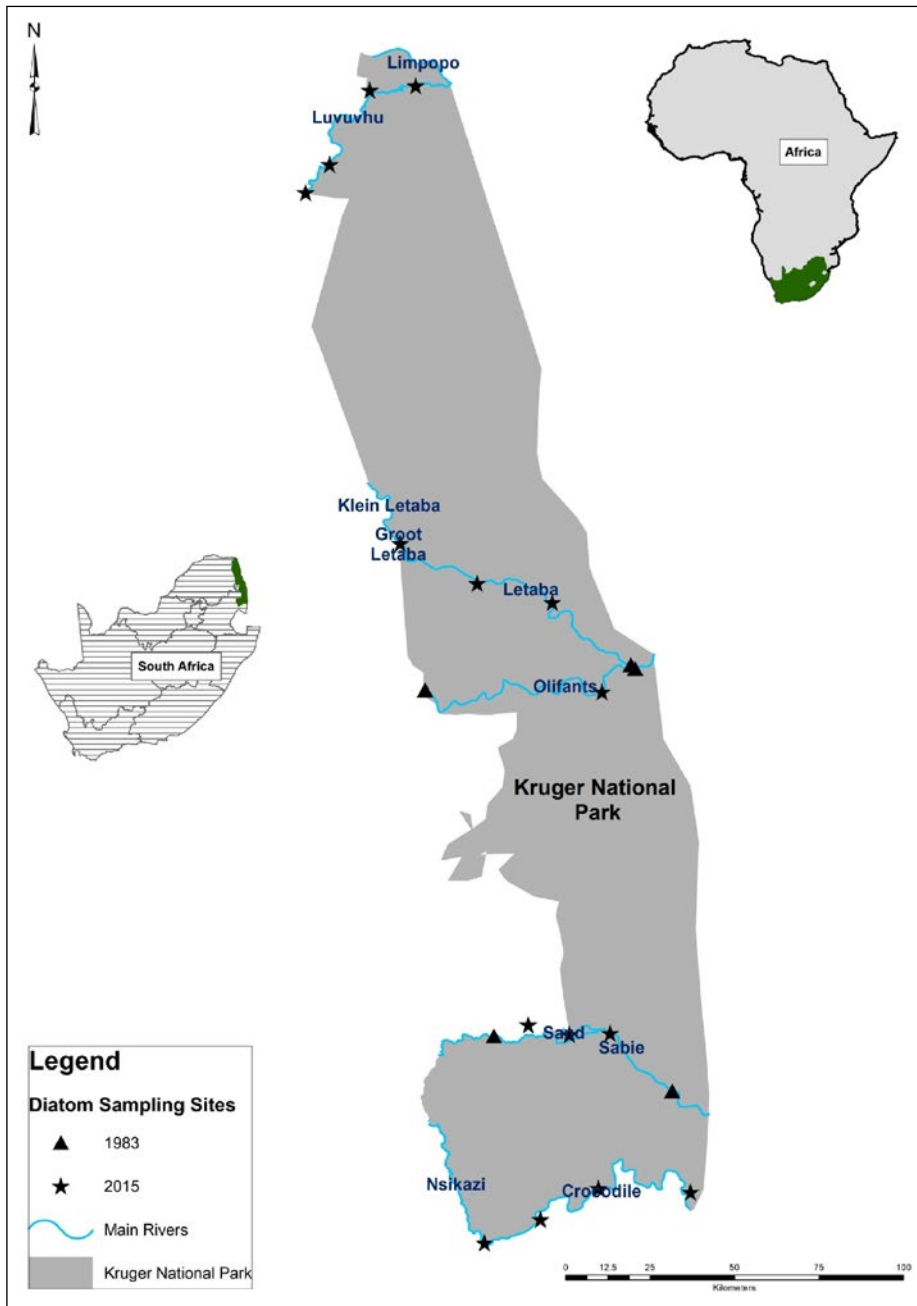 N
Limpopo
Luvuvhu
Africa
Klein Letaba
Groot
Letaba
Letaba
South Africa
Olifants
Kruger National
Park
Sand
Sabie
Nsikazi
Crocodile
Legend
Diatom Sampling Sites
1983
2015
Main Rivers
Kruger National Park
0 12.5 25 50 75 100
Kilometers